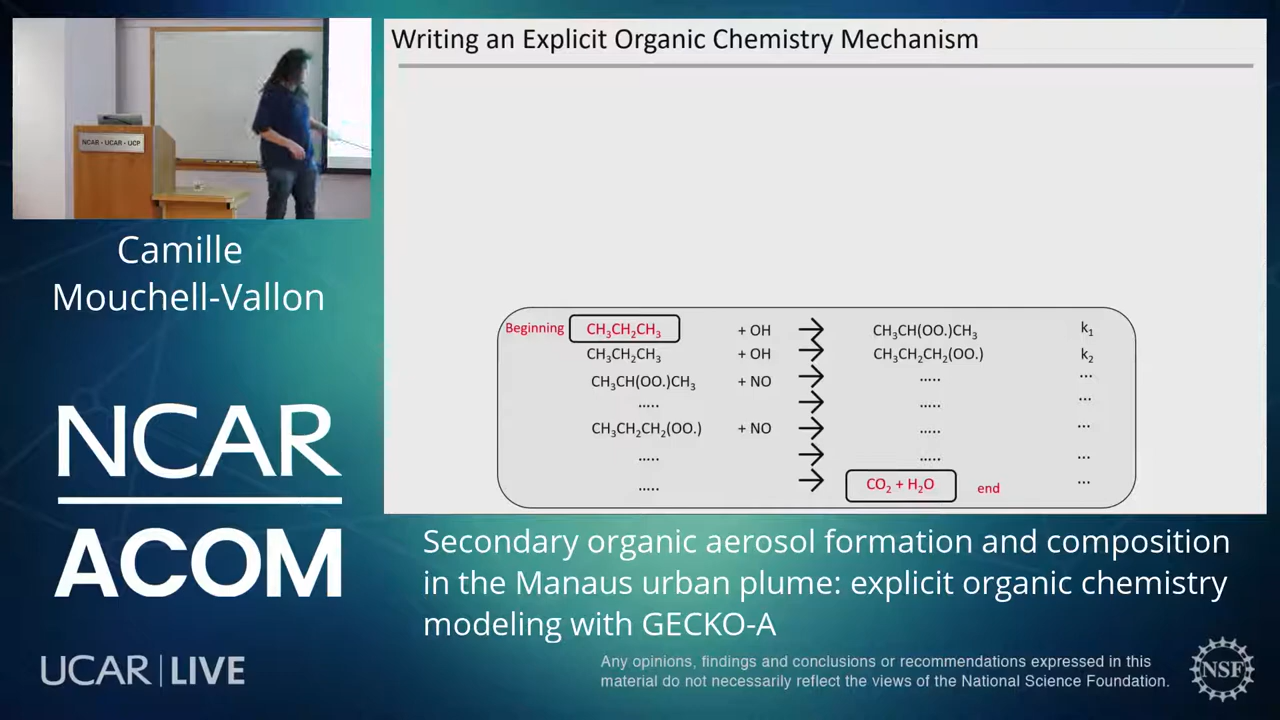 NCAR • UCAR • UCP
Camille
Mouchell-Vallon
NCAR
ACOM
UCAR | LIVE
Writing an Explicit Organic Chemistry Mechanism
Beginning CH₃CH₂CH₃ + OH → CH₃CH(OO.)CH₃ k₁
CH₃CH₂CH₃ + OH → CH₃CH₂CH₂(OO.) k₂
CH₃CH(OO.)CH₃ + NO → ..... ...
..... → ..... ...
CH₃CH₂CH₂(OO.) + NO → ..... ...
..... → ..... ...
..... → CO₂ + H₂O end ...
Secondary organic aerosol formation and composition
in the Manaus urban plume: explicit organic chemistry
modeling with GECKO-A
Any opinions, findings and conclusions or recommendations expressed in this
material do not necessarily reflect the views of the National Science Foundation.
NSF